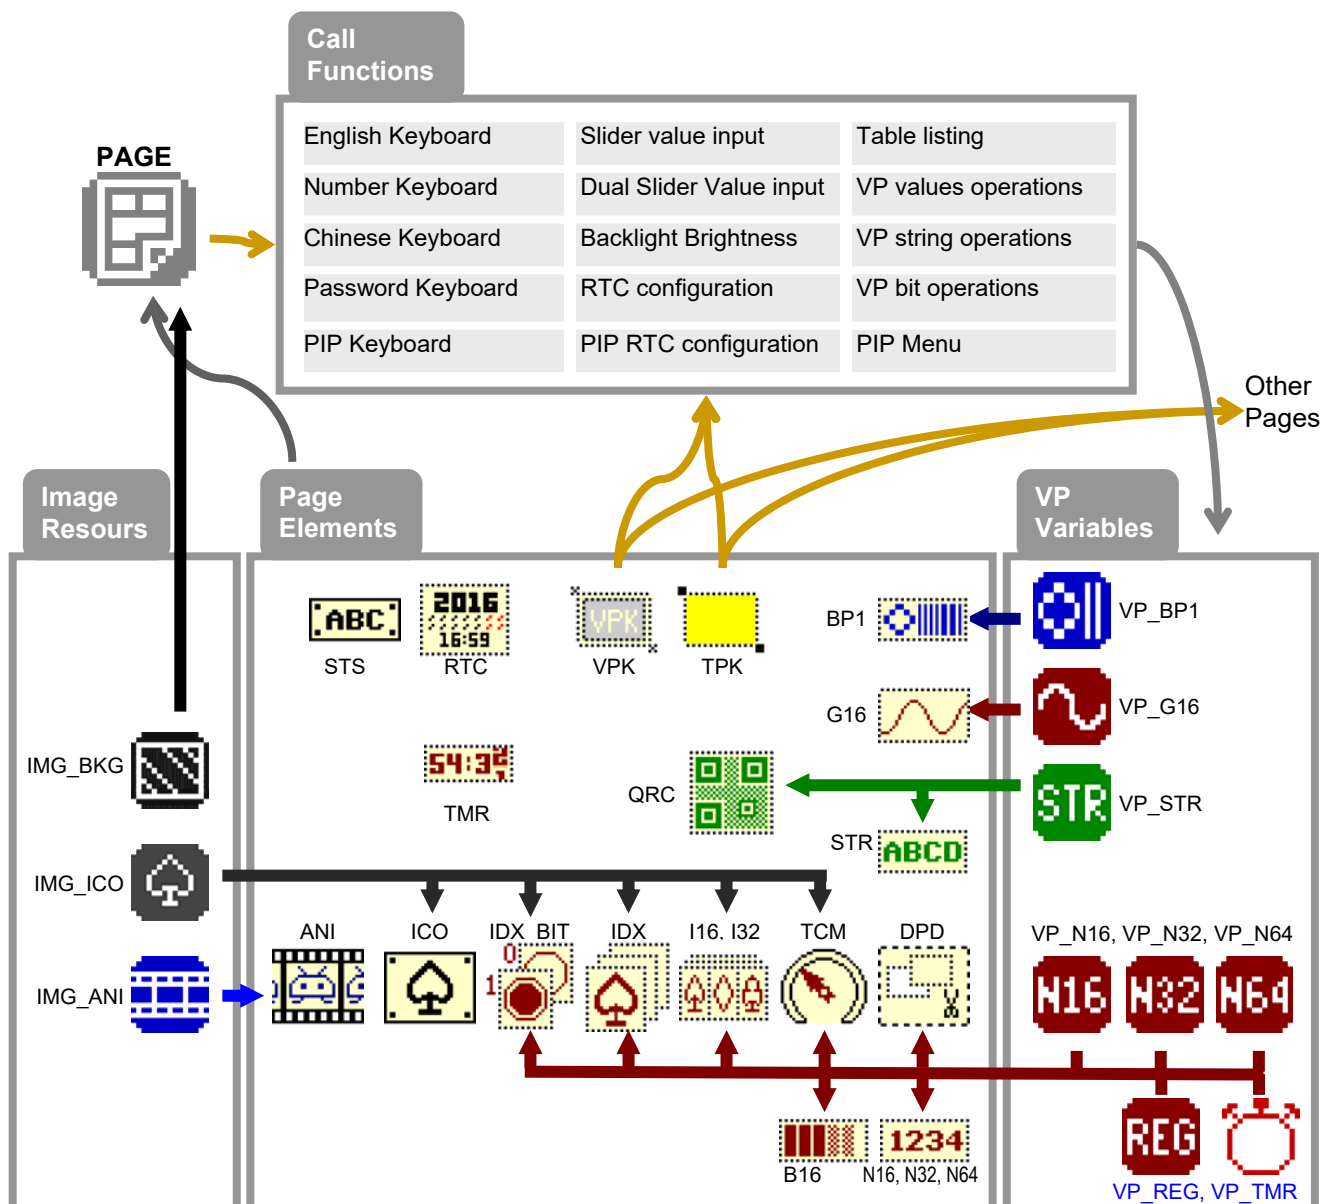 Call
Functions
PAGE
English Keyboard
Slider value input
Table listing
Number Keyboard
Dual Slider Value input
VP values operations
Chinese Keyboard
Backlight Brightness
VP string operations
Password Keyboard
RTC configuration
VP bit operations
PIP Keyboard
PIP RTC configuration
PIP Menu
Other
Pages
Image
Resours
Page
Elements
VP
Variables
ABC
STS
2016
16:59
RTC
VPK
VPK
TPK
BP1
VP_BP1
G16
VP_G16
IMG_BKG
54:3
TMR
QRC
STR
VP_STR
STR
ABCD
IMG_ICO
ANI
ICO
IDX_BIT
IDX
I16, I32
TCM
DPD
VP_N16, VP_N32, VP_N64
0
1
IMG_ANI
N16
N32
N64
1234
REG
B16
N16, N32, N64
VP_REG, VP_TMR